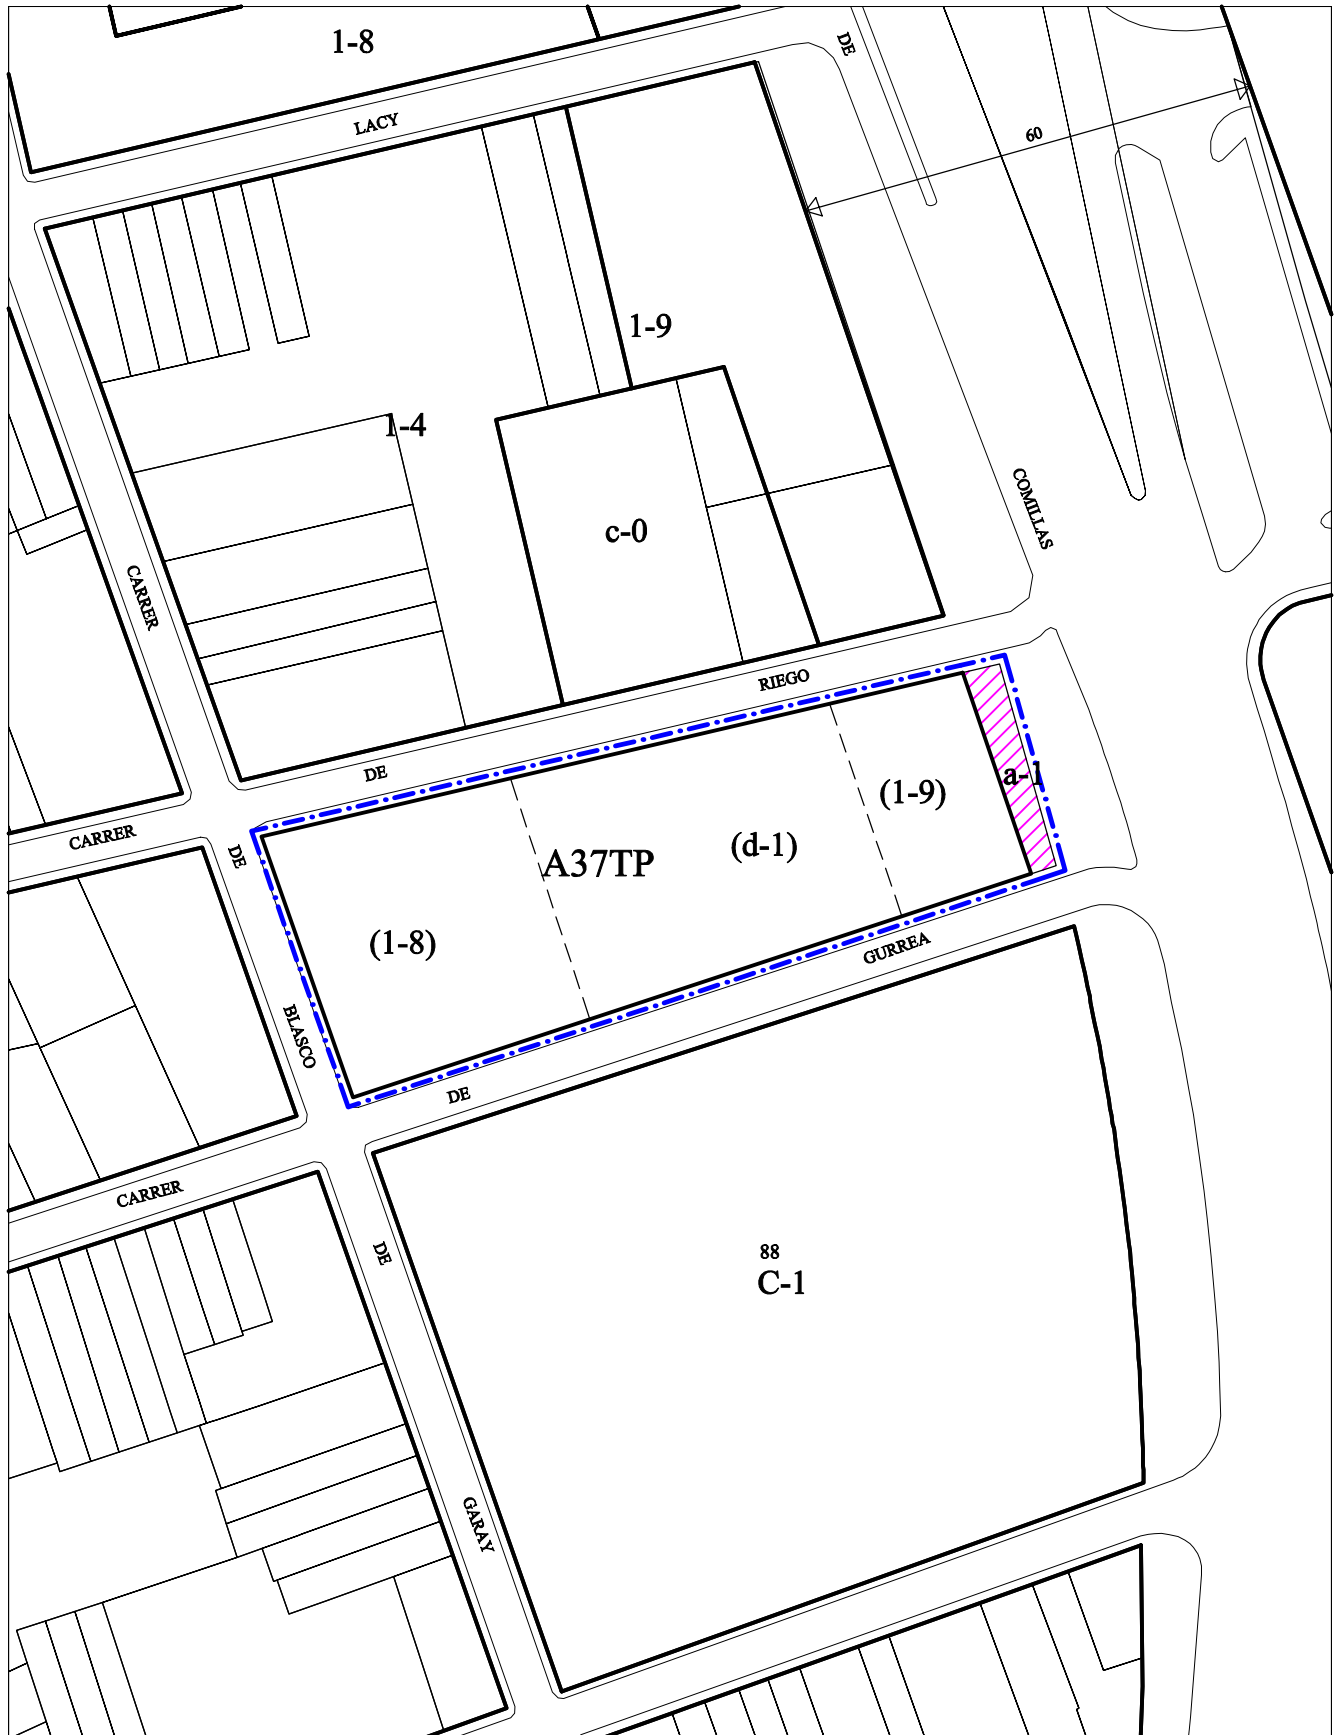 1-8
DE
LACY
60
1-9
1-4
COMILLAS
c-0
CARRER
RIEGO
DE
a-1
(1-9)
CARRER
(d-1)
DE
A37TP
(1-8)
GURREA
BLASCO
DE
CARRER
DE
88
C-1
GARAY